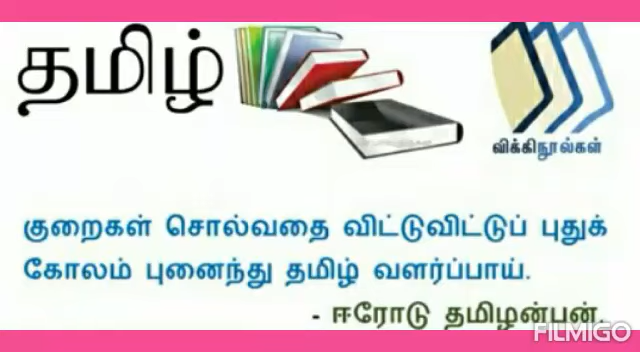 தமிழ்
விக்கிநூல்கள்
குறைகள் சொல்வதை விட்டுவிட்டுப் புதுக்
கோலம் புனைந்து தமிழ் வளர்ப்பாய்.
- ஈரோடு தமிழன்பன்.
FILMIGO